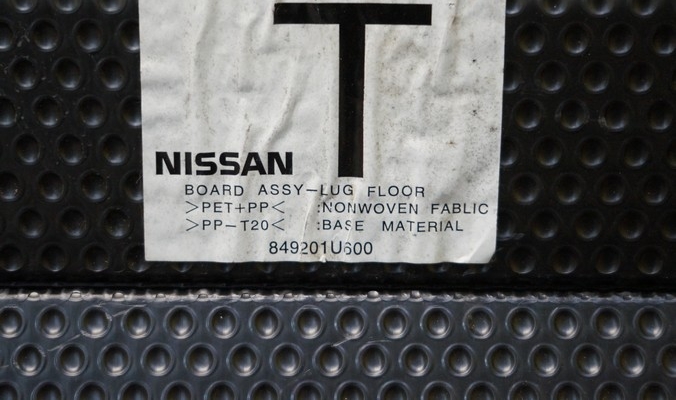 T
NISSAN
BOARD ASSY-LUG FLOOR
>PET+PP< :NONWOVEN FABLIC
>PP-T20< :BASE MATERIAL
849201U600